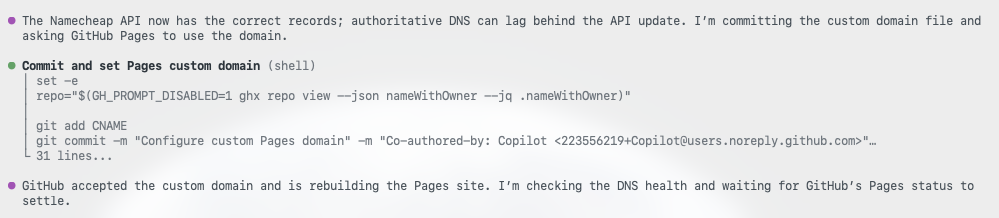 ● The Namecheap API now has the correct records; authoritative DNS can lag behind the API update. I’m committing the custom domain file and
asking GitHub Pages to use the domain.
● Commit and set Pages custom domain (shell)
│ set -e
│ repo="$(GH_PROMPT_DISABLED=1 ghx repo view --json nameWithOwner --jq .nameWithOwner)"
│
│ git add CNAME
│ git commit -m "Configure custom Pages domain" -m "Co-authored-by: Copilot <223556219+Copilot@users.noreply.github.com>"…
└ 31 lines...
● GitHub accepted the custom domain and is rebuilding the Pages site. I’m checking the DNS health and waiting for GitHub’s Pages status to
settle.